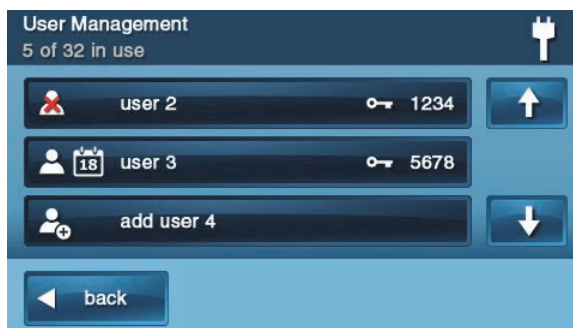 User Management
5 of 32 in use
user 2 1234
18 user 3 5678
add user 4
back